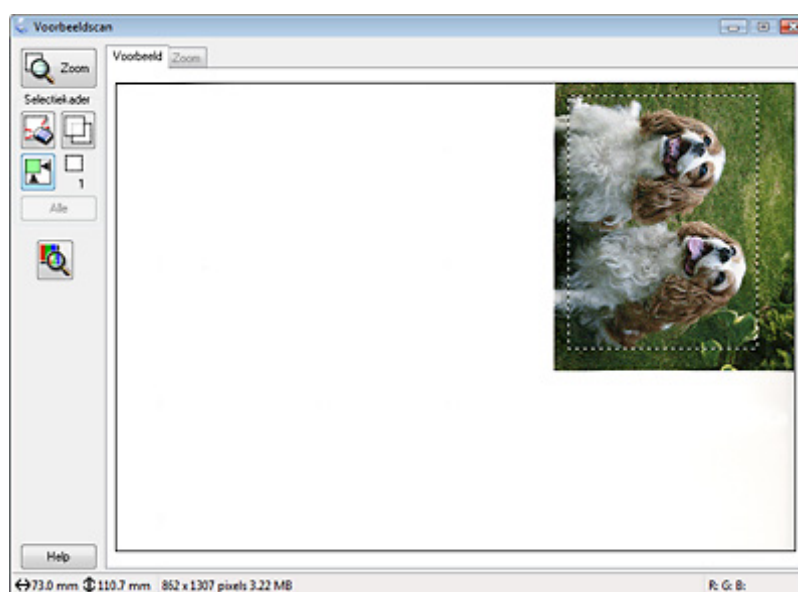 Voorbeeldscan
Zoom
Voorbeeld Zoom
Selectiekader
1
Alle
Help
73.0 mm 110.7 mm 862 x 1307 pixels 3.22 MB R: G: B: